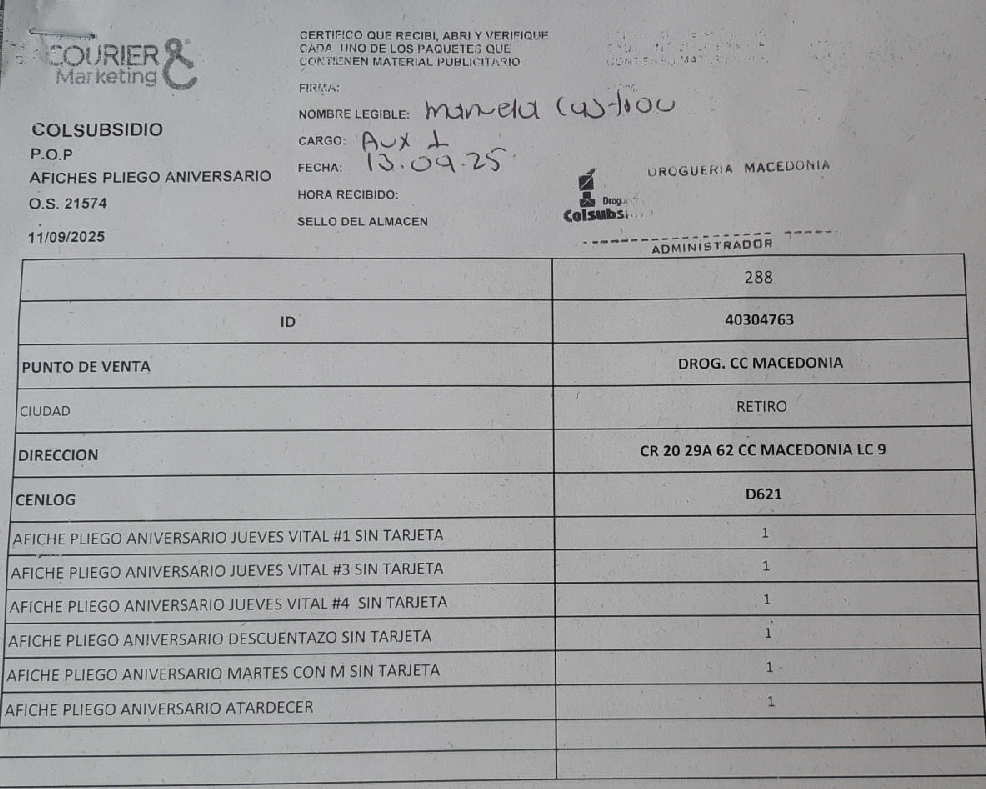 COURIER &
Marketing
COLSUBSIDIO
P.O.P
AFICHES PLIEGO ANIVERSARIO
O.S. 21574
11/09/2025
CERTIFICO QUE RECIBI, ABRI Y VERIFIQUE
CADA UNO DE LOS PAQUETES QUE
CONTIENEN MATERIAL PUBLICITARIO
FIRMA:
NOMBRE LEGIBLE: Manuela
CARGO: Aux 1
FECHA: 13.09.25
HORA RECIBIDO:
SELLO DEL ALMACEN
DROGUERIA MACEDONIA
Colsubs
ADMINISTRADOR
288
ID 40304763
PUNTO DE VENTA DROG. CC MACEDONIA
CIUDAD RETIRO
DIRECCION CR 20 29A 62 CC MACEDONIA LC 9
CENLOG D621
AFICHE PLIEGO ANIVERSARIO JUEVES VITAL #1 SIN TARJETA 1
AFICHE PLIEGO ANIVERSARIO JUEVES VITAL #3 SIN TARJETA 1
AFICHE PLIEGO ANIVERSARIO JUEVES VITAL #4 SIN TARJETA 1
AFICHE PLIEGO ANIVERSARIO DESCUENTAZO SIN TARJETA 1
AFICHE PLIEGO ANIVERSARIO MARTES CON M SIN TARJETA 1
AFICHE PLIEGO ANIVERSARIO ATARDECER 1